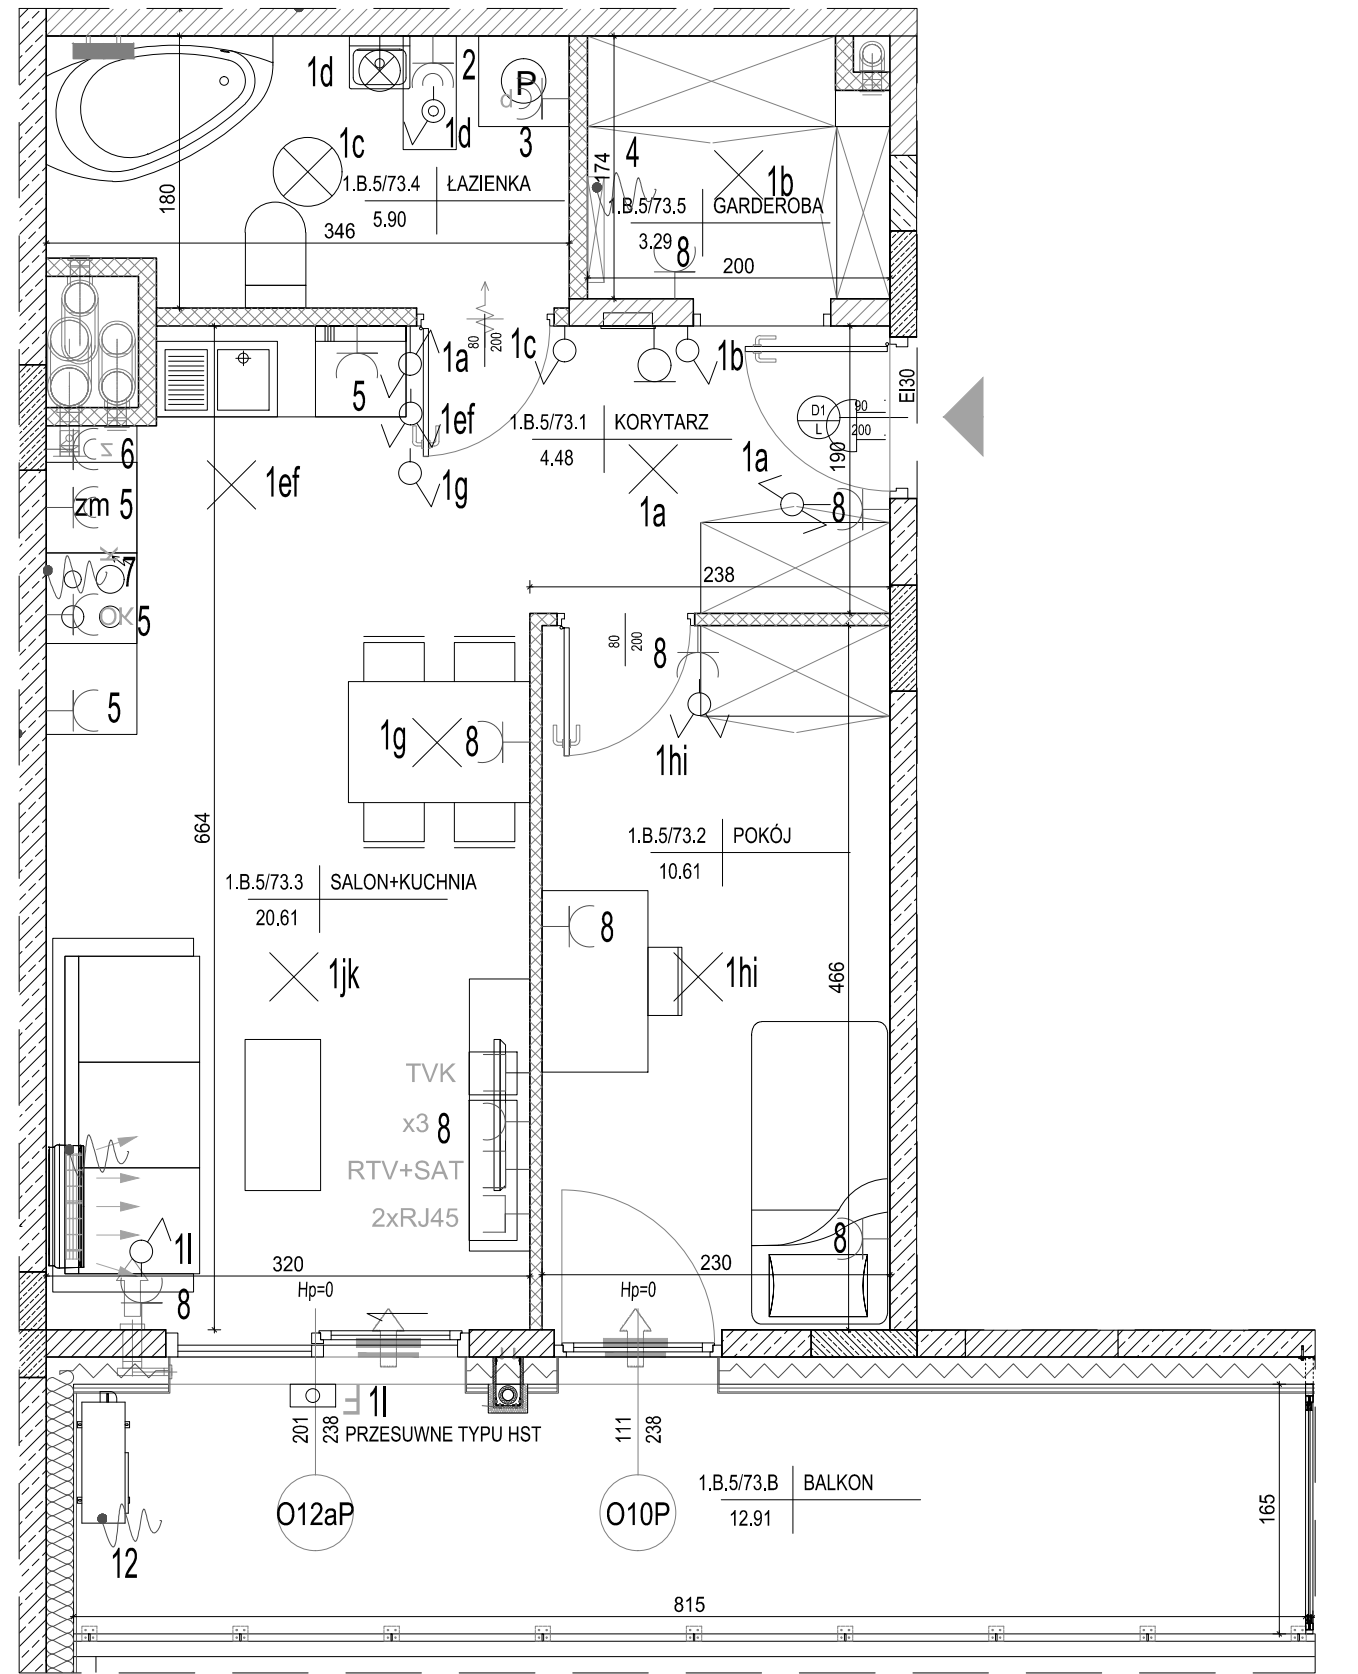 1d
2
P
d
1d
3
1c
4
174
1b
1.B.5/73.4 ŁAZIENKA
5.90
1.B.5/73.5 GARDEROBA
3.29
8
180
346
200
80
200
1a
1c
1b
5
1ef
EI30
D1
L
90
200
190
1.B.5/73.1 KORYTARZ
4.48
6
z
1ef
1g
1a
1a
8
zm 5
K
7
OK 5
238
80
200
8
5
1g
8
1hi
664
1.B.5/73.2 POKÓJ
10.61
1.B.5/73.3 SALON+KUCHNIA
20.61
8
1jk
1hi
466
TVK
x3 8
RTV+SAT
2xRJ45
1l
8
8
320
230
Hp=0
Hp=0
E 1l
201
238
PRZESUWNE TYPU HST
111
238
1.B.5/73.B BALKON
12.91
O12aP
O10P
165
12
815